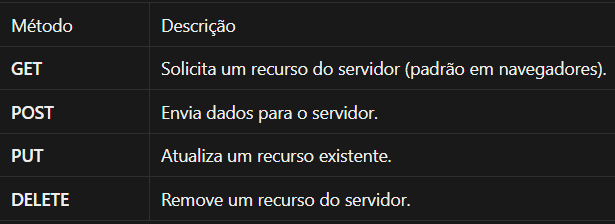 Método Descrição
GET Solicita um recurso do servidor (padrão em navegadores).
POST Envia dados para o servidor.
PUT Atualiza um recurso existente.
DELETE Remove um recurso do servidor.